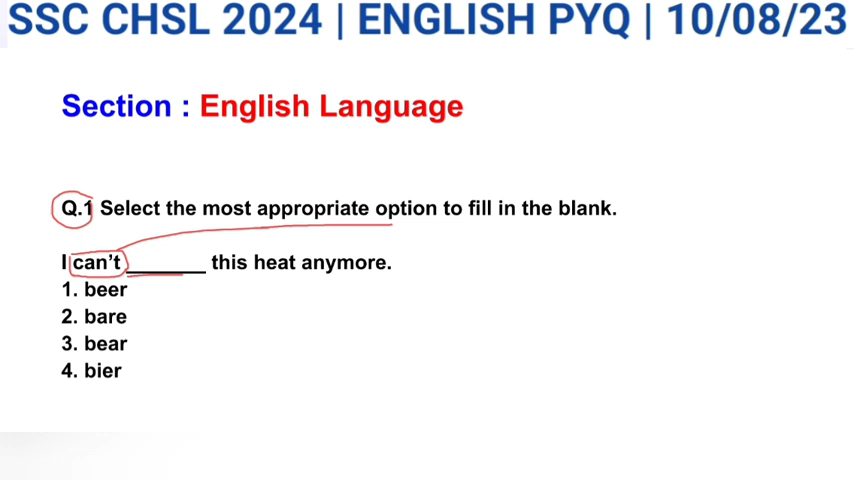 SSC CHSL 2024 | ENGLISH PYQ | 10/08/23
Section : English Language
Q.1 Select the most appropriate option to fill in the blank.
I can't _______ this heat anymore.
1. beer
2. bare
3. bear
4. bier